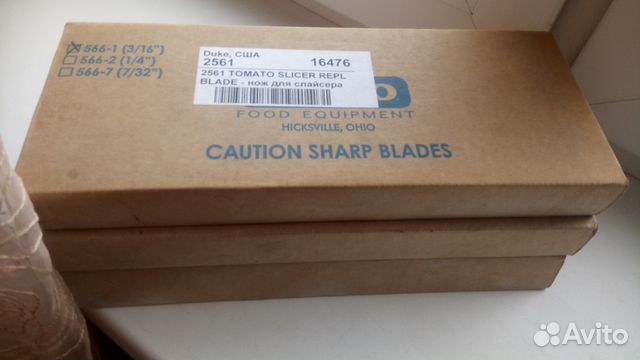 566-1 (3/16")
566-2 (1/4")
566-7 (7/32")
Duke, США
2561 16476
2561 TOMATO SLICER REPL
BLADE - нож для слайсера
FOOD EQUIPMENT
HICKSVILLE, OHIO
CAUTION SHARP BLADES
Avito